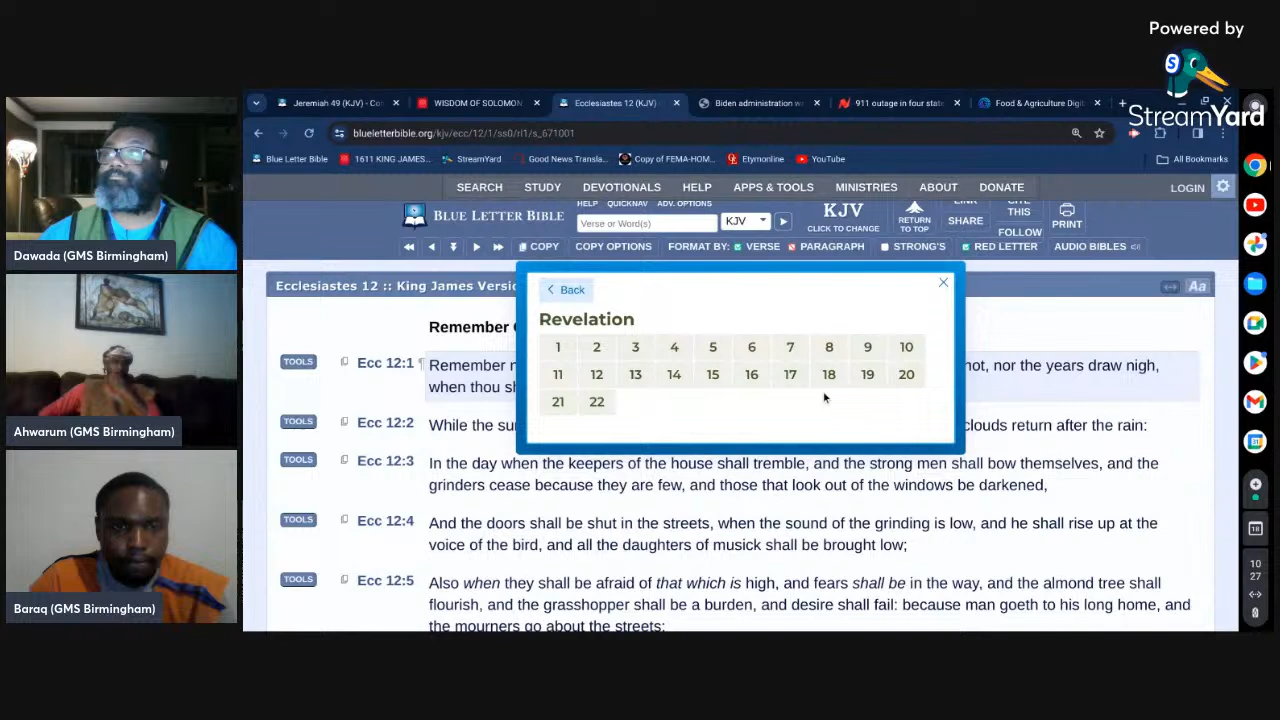 Powered by
StreamYard
Jeremiah 49 (KJV) - Co
WISDOM OF SOLOMON
Ecclesiastes 12 (KJV)
Biden administration w
911 outage in four state
Food & Agriculture Digi
blueletterbible.org/kjv/ecc/12/1/ss0/rl1/s_671001
Blue Letter Bible
1611 KING JAMES...
StreamYard
Good News Transla...
Copy of FEMA-HOM...
Etymonline
YouTube
All Bookmarks
SEARCH STUDY DEVOTIONALS HELP APPS & TOOLS MINISTRIES ABOUT DONATE
LOGIN
BLUE LETTER BIBLE
HELP QUICKNAV ADV. OPTIONS
Verse or Word(s)
KJV
KJV
CLICK TO CHANGE
RETURN
TO TOP
LINK
SHARE
CITE
THIS
FOLLOW
PRINT
COPY COPY OPTIONS FORMAT BY: VERSE PARAGRAPH STRONG'S RED LETTER AUDIO BIBLES
Ecclesiastes 12 :: King James Versi
Aa
Back
Revelation
1 2 3 4 5 6 7 8 9 10
11 12 13 14 15 16 17 18 19 20
21 22
Remember
TOOLS Ecc 12:1 ¶ Remember n
not, nor the years draw nigh,
when thou sh
TOOLS Ecc 12:2 While the su
clouds return after the rain:
TOOLS Ecc 12:3 In the day when the keepers of the house shall tremble, and the strong men shall bow themselves, and the
grinders cease because they are few, and those that look out of the windows be darkened,
TOOLS Ecc 12:4 And the doors shall be shut in the streets, when the sound of the grinding is low, and he shall rise up at the
voice of the bird, and all the daughters of musick shall be brought low;
TOOLS Ecc 12:5 Also when they shall be afraid of that which is high, and fears shall be in the way, and the almond tree shall
flourish, and the grasshopper shall be a burden, and desire shall fail: because man goeth to his long home, and
the mourners go about the streets:
Dawada (GMS Birmingham)
Ahwarum (GMS Birmingham)
Baraq (GMS Birmingham)
10
27